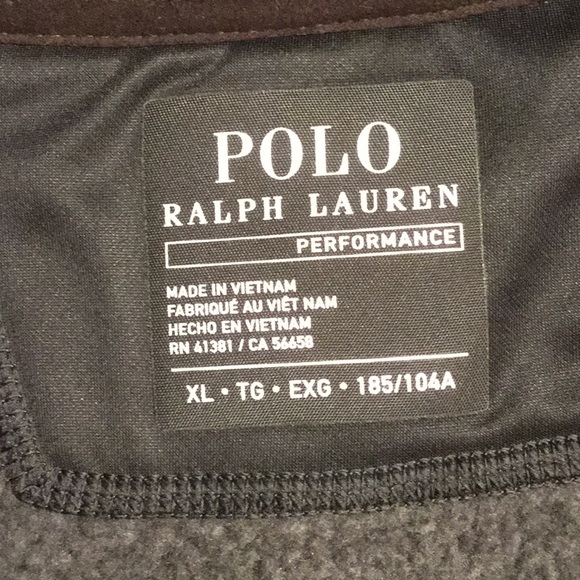 POLO
RALPH LAUREN
PERFORMANCE
MADE IN VIETNAM
FABRIQUÉ AU VIÊT NAM
HECHO EN VIETNAM
RN 41381 / CA 56658
XL • TG • EXG • 185/104A